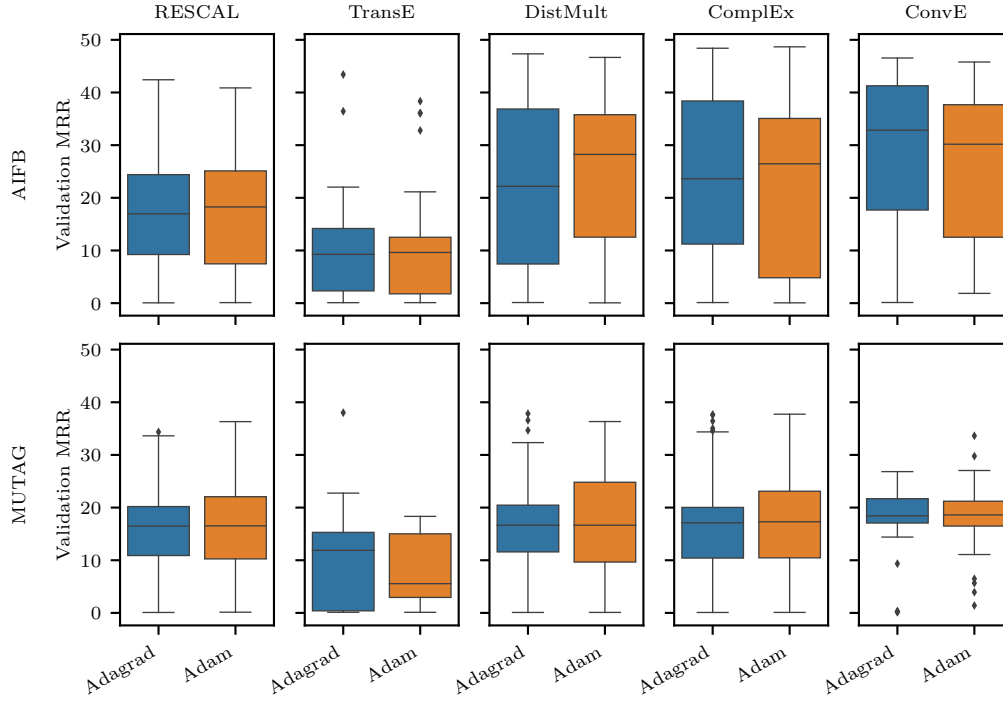 RESCAL TransE DistMult ComplEx ConvE
50
40
30
20
10
0
Validation MRR
AIFB
50
40
30
20
10
0
Validation MRR
MUTAG
Adagrad Adam Adagrad Adam Adagrad Adam Adagrad Adam Adagrad Adam